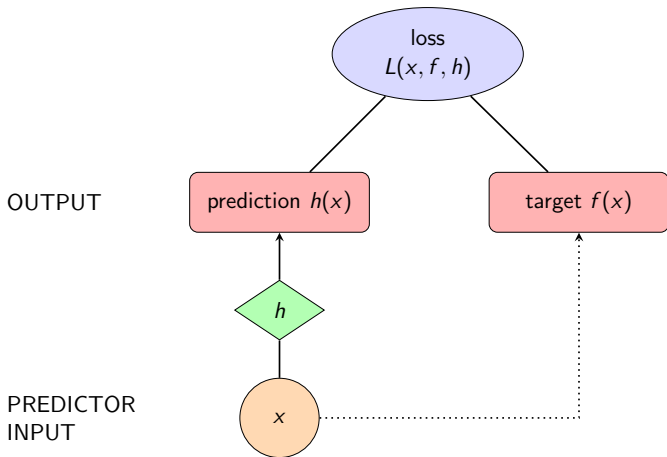 loss
L(x, f, h)
OUTPUT
prediction h(x)
target f(x)
h
PREDICTOR
INPUT
x